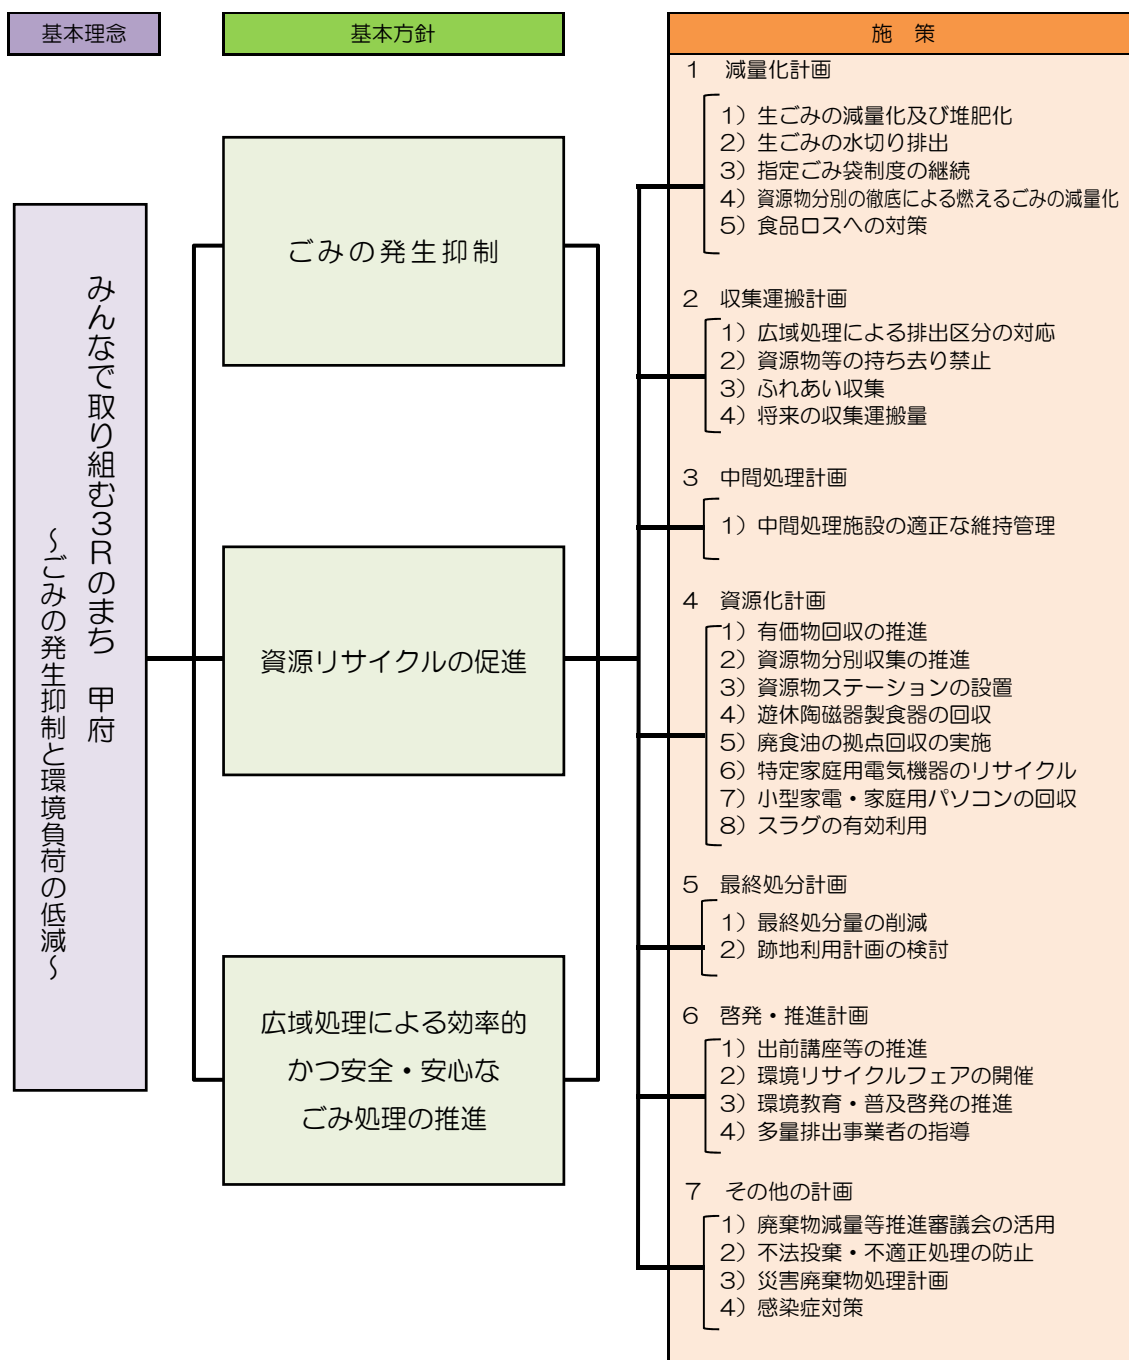 基本理念
基本方針
施　策
みんなで取り組む３Rのまち　甲府
～ごみの発生抑制と環境負荷の低減～
ごみの発生抑制
資源リサイクルの促進
広域処理による効率的
かつ安全・安心な
ごみ処理の推進
１　減量化計画
１）生ごみの減量化及び堆肥化
２）生ごみの水切り排出
３）指定ごみ袋制度の継続
４）資源物分別の徹底による燃えるごみの減量化
５）食品ロスへの対策
２　収集運搬計画
１）広域処理による排出区分の対応
２）資源物等の持ち去り禁止
３）ふれあい収集
４）将来の収集運搬量
３　中間処理計画
１）中間処理施設の適正な維持管理
４　資源化計画
１）有価物回収の推進
２）資源物分別収集の推進
３）資源物ステーションの設置
４）遊休陶磁器製食器の回収
５）廃食油の拠点回収の実施
６）特定家庭用電気機器のリサイクル
７）小型家電・家庭用パソコンの回収
８）スラグの有効利用
５　最終処分計画
１）最終処分量の削減
２）跡地利用計画の検討
６　啓発・推進計画
１）出前講座等の推進
２）環境リサイクルフェアの開催
３）環境教育・普及啓発の推進
４）多量排出事業者の指導
７　その他の計画
１）廃棄物減量等推進審議会の活用
２）不法投棄・不適正処理の防止
３）災害廃棄物処理計画
４）感染症対策